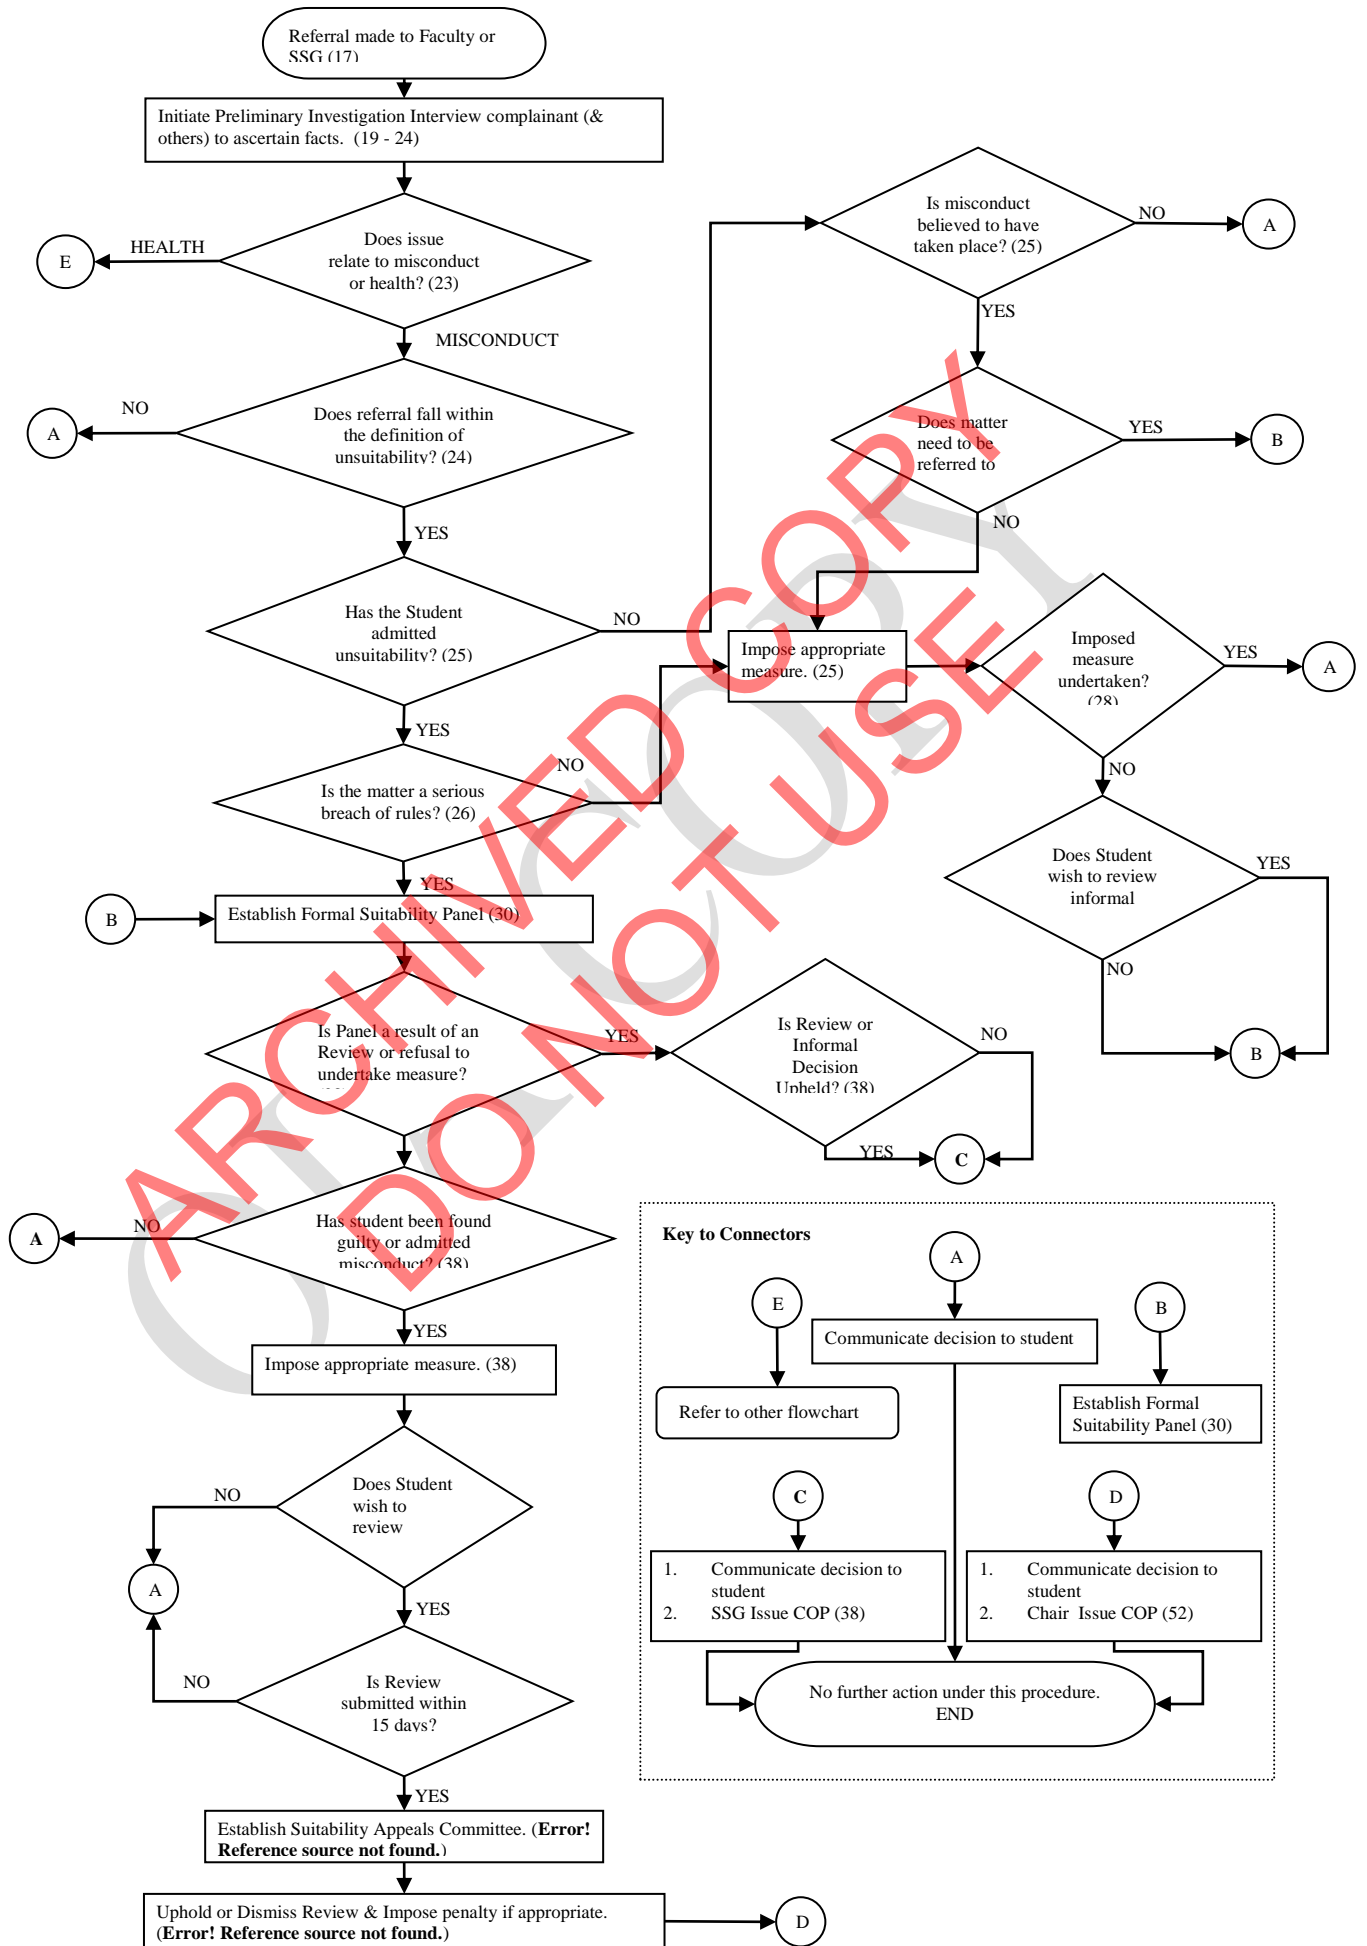 Referral made to Faculty or
SSG (17)
Initiate Preliminary Investigation Interview complainant (&
others) to ascertain facts.  (19 - 24)
Does issue
relate to misconduct
or health? (23)
HEALTH
E
MISCONDUCT
Does referral fall within
the definition of
unsuitability? (24)
NO
A
YES
Has the Student
admitted
unsuitability? (25)
NO
YES
Is the matter a serious
breach of rules? (26)
NO
YES
B
Establish Formal Suitability Panel (30)
Is Panel a result of an
Review or refusal to
undertake measure?
YES
Is Review or
Informal
Decision
Upheld? (38)
NO
YES
C
Has student been found
guilty or admitted
misconduct? (38)
NO
A
YES
Impose appropriate measure. (38)
Does Student
wish to
review
NO
A
YES
Is Review
submitted within
15 days?
NO
YES
Establish Suitability Appeals Committee. (Error!
Reference source not found.)
Uphold or Dismiss Review & Impose penalty if appropriate.
(Error! Reference source not found.)
D
Is misconduct
believed to have
taken place? (25)
NO
A
YES
Does matter
need to be
referred to
YES
B
NO
Impose appropriate
measure. (25)
Imposed
measure
undertaken?
(28)
YES
A
NO
Does Student
wish to review
informal
YES
NO
B
Key to Connectors
A
Communicate decision to student
E
Refer to other flowchart
B
Establish Formal
Suitability Panel (30)
C
1. Communicate decision to
student
2. SSG Issue COP (38)
D
1. Communicate decision to
student
2. Chair  Issue COP (52)
No further action under this procedure.
END
ARCHIVED COPY
DO NOT USE
OLD COPY